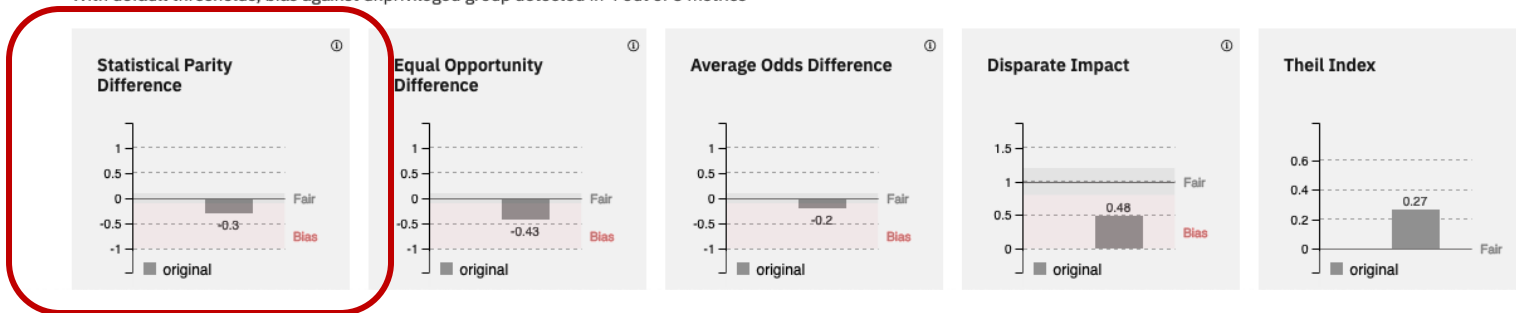 Statistical Parity
Difference
1
0.5
0
-0.5
-1
-0.3
Fair
Bias
original
Equal Opportunity
Difference
1
0.5
0
-0.5
-1
-0.43
Fair
Bias
original
Average Odds Difference
1
0.5
0
-0.5
-1
-0.2
Fair
Bias
original
Disparate Impact
1.5
1
0.5
0
0.48
Fair
Bias
original
Theil Index
0.6
0.4
0.2
0
0.27
Fair
original